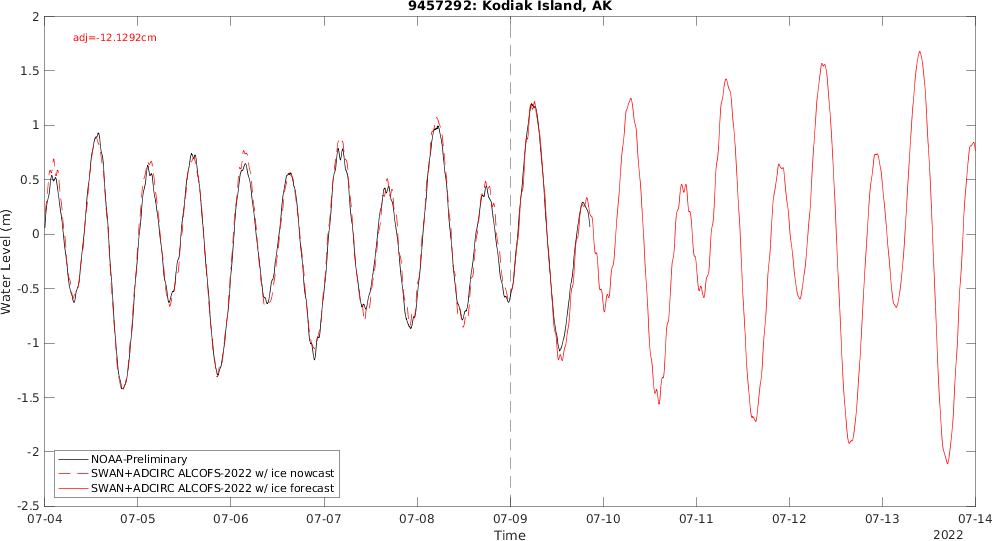 9457292: Kodiak Island, AK
adj=-12.1292cm
Water Level (m)
2
1.5
1
0.5
0
-0.5
-1
-1.5
-2
-2.5
NOAA-Preliminary
SWAN+ADCIRC ALCOFS-2022 w/ ice nowcast
SWAN+ADCIRC ALCOFS-2022 w/ ice forecast
07-04 07-05 07-06 07-07 07-08 07-09 07-10 07-11 07-12 07-13 07-14
Time
2022